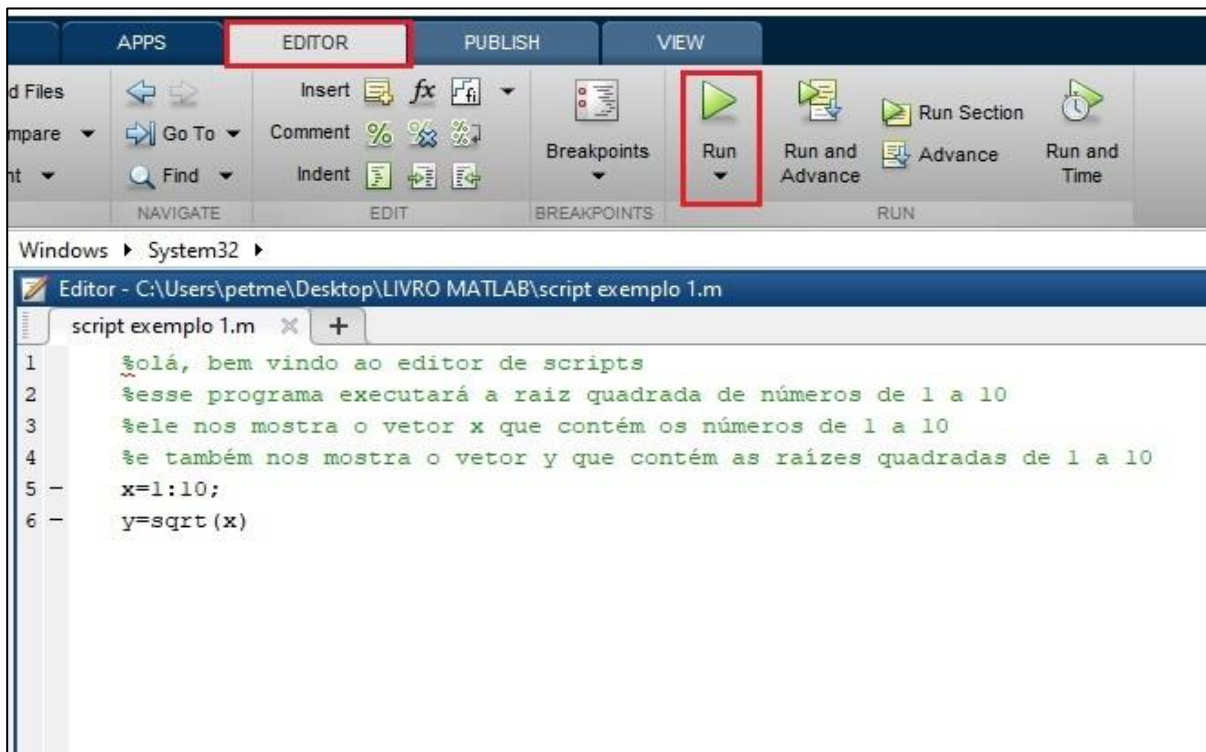 APPS EDITOR PUBLISH VIEW
d Files Insert fx fi
mpare Go To Comment % Breakpoints Run Run and Advance Run Section Advance Run and Time
nt Find Indent
NAVIGATE EDIT BREAKPOINTS RUN
Windows System32
Editor - C:\Users\petme\Desktop\LIVRO MATLAB\script exemplo 1.m
script exemplo 1.m +
1 %olá, bem vindo ao editor de scripts
2 %esse programa executará a raiz quadrada de números de 1 a 10
3 %ele nos mostra o vetor x que contém os números de 1 a 10
4 %e também nos mostra o vetor y que contém as raízes quadradas de 1 a 10
5 – x=1:10;
6 – y=sqrt(x)